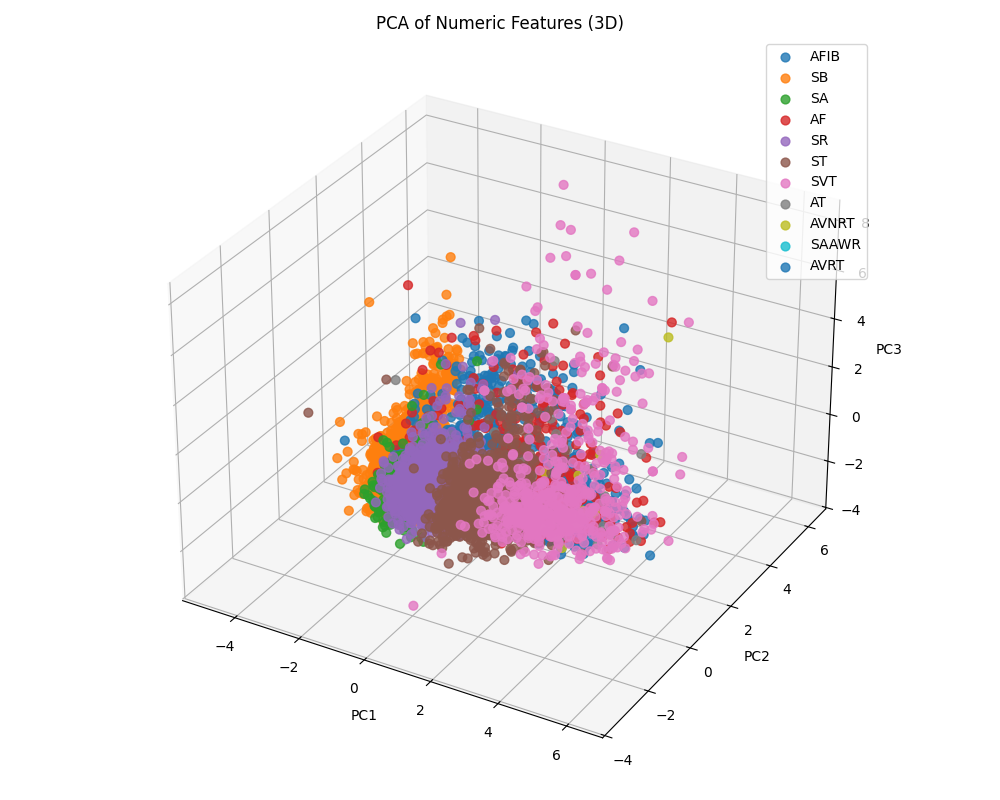 PCA of Numeric Features (3D)
AFIB
SB
SA
AF
SR
ST
SVT
AT
AVNRT
SAAWR
AVRT
8
6
4
2
0
−2
−4
PC3
6
4
2
0
−2
−4
PC2
−4
−2
0
2
4
6
PC1